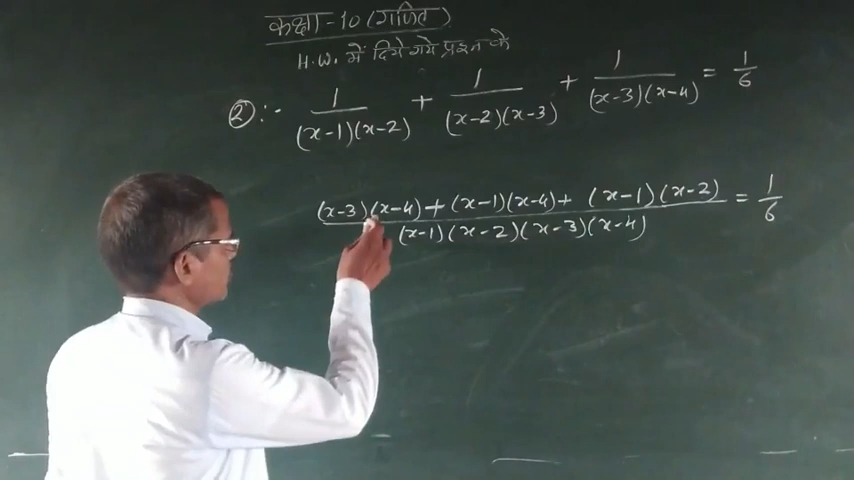 कक्षा-10 (गणित)
H.W. में दिये गये प्रश्न के
② :- 1/((x-1)(x-2)) + 1/((x-2)(x-3)) + 1/((x-3)(x-4)) = 1/6
((x-3)(x-4)+(x-1)(x-4)+(x-1)(x-2))/((x-1)(x-2)(x-3)(x-4)) = 1/6